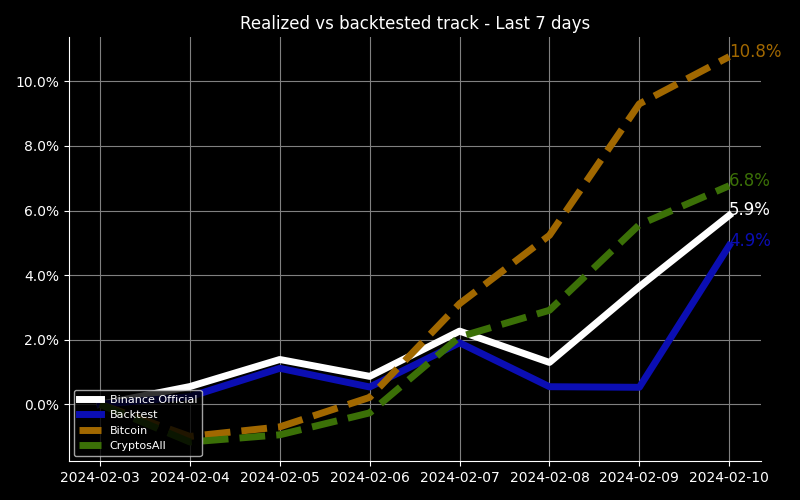 Realized vs backtested track - Last 7 days
10.8%
10.0%
8.0%
6.8%
6.0%
5.9%
4.9%
4.0%
2.0%
0.0%
Binance Official
Backtest
Bitcoin
CryptosAll
2024-02-03 2024-02-04 2024-02-05 2024-02-06 2024-02-07 2024-02-08 2024-02-09 2024-02-10